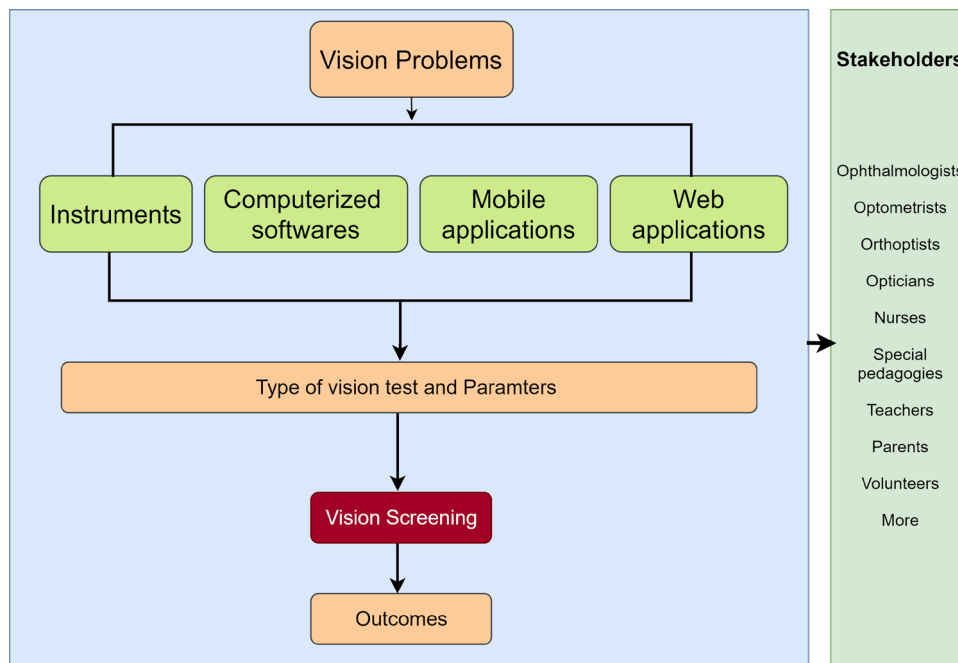 Vision Problems
Instruments
Computerized
softwares
Mobile
applications
Web
applications
Type of vision test and Paramters
Vision Screening
Outcomes
Stakeholders
Ophthalmologists
Optometrists
Orthoptists
Opticians
Nurses
Special
pedagogies
Teachers
Parents
Volunteers
More